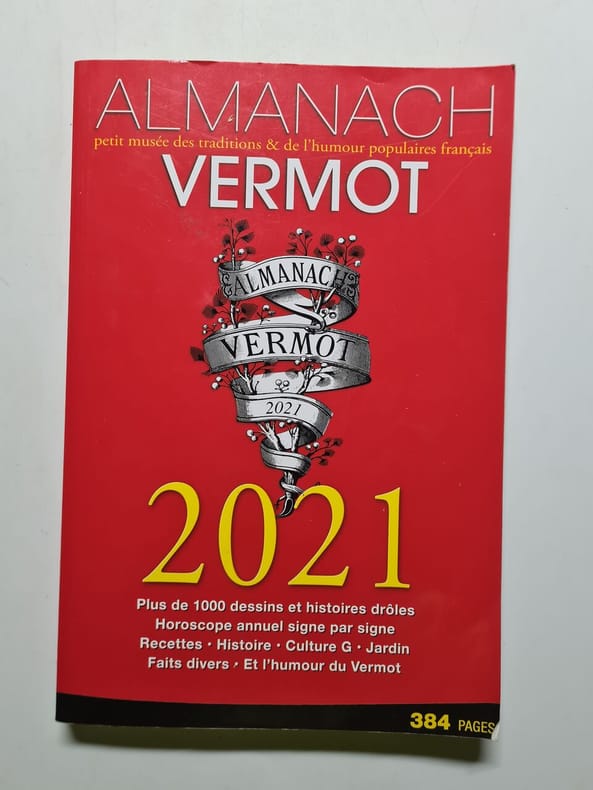 ALMANACH
petit musée des traditions & de l'humour populaires français
VERMOT
ALMANACH
VERMOT
2021
2021
Plus de 1000 dessins et histoires drôles
Horoscope annuel signe par signe
Recettes • Histoire • Culture G • Jardin
Faits divers • Et l'humour du Vermot
384 PAGES